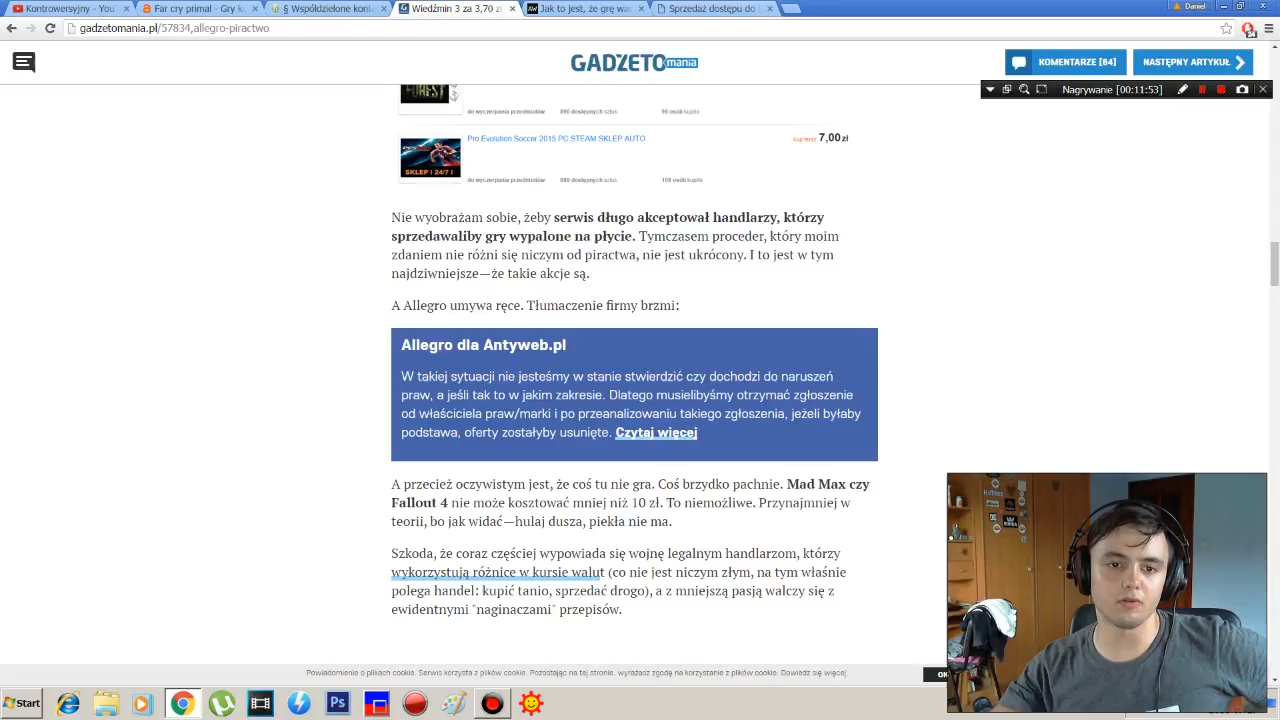 Kontrowersyjny - You
Far cry primal - Gry k
§ Współdzielone kont
Wiedźmin 3 za 3,70 z
Jak to jest, że grę wa
Sprzedaż dostępu do
Daniel
gadzetomania.pl/57834,allegro-piractwo
GADŻETOmania
KOMENTARZE [64]
NASTĘPNY ARTYKUŁ
Nagrywanie [00:11:53]
FOREST
do wyczerpania przedmiotów 890 dostępnych sztuk 99 osób kupiło
Pro Evolution Soccer 2015 PC STEAM SKLEP AUTO
kup teraz 7,00 zł
SKLEP ! 24/7 !
do wyczerpania przedmiotów 889 dostępnych sztuk 108 osób kupiło
Nie wyobrażam sobie, żeby serwis długo akceptował handlarzy, którzy
sprzedawaliby gry wypalone na płycie. Tymczasem proceder, który moim
zdaniem nie różni się niczym od piractwa, nie jest ukrócony. I to jest w tym
najdziwniejsze—że takie akcje są.
A Allegro umywa ręce. Tłumaczenie firmy brzmi:
Allegro dla Antyweb.pl
W takiej sytuacji nie jesteśmy w stanie stwierdzić czy dochodzi do naruszeń
praw, a jeśli tak to w jakim zakresie. Dlatego musielibyśmy otrzymać zgłoszenie
od właściciela praw/marki i po przeanalizowaniu takiego zgłoszenia, jeżeli byłaby
podstawa, oferty zostałyby usunięte. Czytaj więcej
A przecież oczywistym jest, że coś tu nie gra. Coś brzydko pachnie. Mad Max czy
Fallout 4 nie może kosztować mniej niż 10 zł. To niemożliwe. Przynajmniej w
teorii, bo jak widać—hulaj dusza, piekła nie ma.
Szkoda, że coraz częściej wypowiada się wojnę legalnym handlarzom, którzy
wykorzystują różnice w kursie walut (co nie jest niczym złym, na tym właśnie
polega handel: kupić tanio, sprzedać drogo), a z mniejszą pasją walczy się z
ewidentnymi "naginaczami" przepisów.
Powiadomienie o plikach cookie. Serwis korzysta z plików cookie. Pozostając na tej stronie, wyrażasz zgodę na korzystanie z plików cookie. Dowiedz się więcej.
OK
Start
Ps